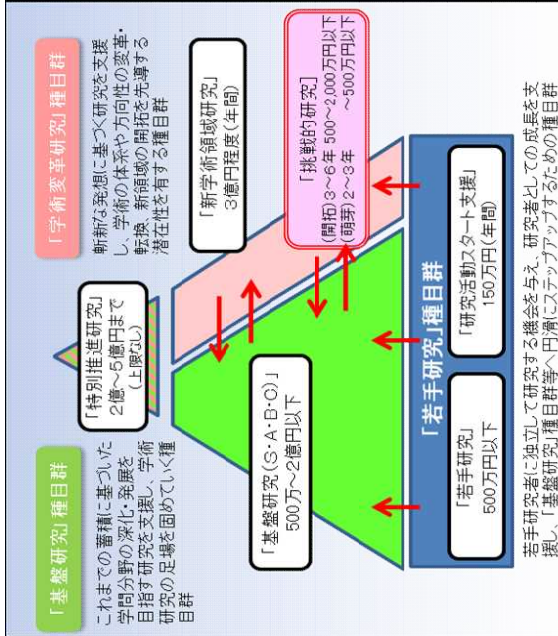 「基盤研究」種目群
これまでの蓄積に基づいた
学問分野の深化・発展を
目指す研究を支援し、学術
研究の足場を固めていく種
目群
「学術変革研究」種目群
斬新な発想に基づく研究を支援
し、学術の体系や方向性の変革・
転換、新領域の開拓を先導する
潜在性を有する種目群
「特別推進研究」
2億~5億円まで
(上限なし)
「新学術領域研究」
3億円程度(年間)
「基盤研究(S・A・B・C)」
500万~2億円以下
「挑戦的研究]
(開拓)3~6年 500~2,000万円以下
(萌芽)2~3年 ~500万円以下
「若手研究」種目群
「若手研究」
500万円以下
「研究活動スタート支援」
150万円(年間)
若手研究者に独立して研究する機会を与え、研究者としての成長を支
援し、「基盤研究」種目群等へ円滑にステップアップするための種目群